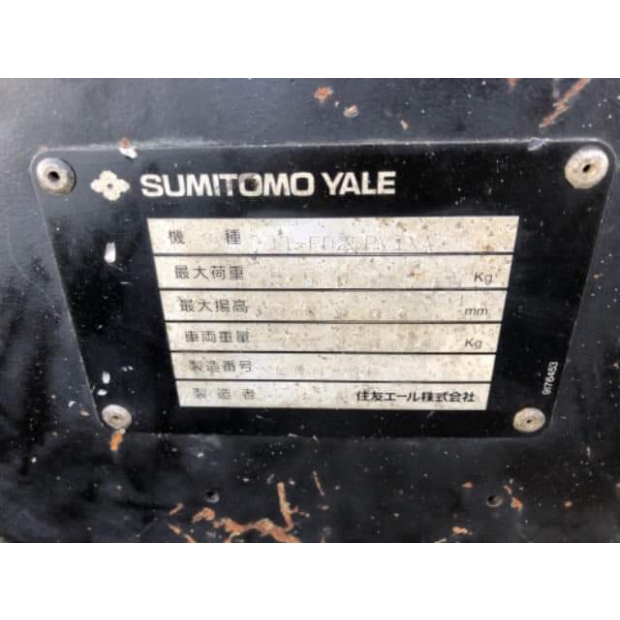 SUMITOMO YALE
機種
最大荷重 Kg
最大揚高 mm
車両重量 Kg
製造番号
製造者 住友エール株式会社
9176453